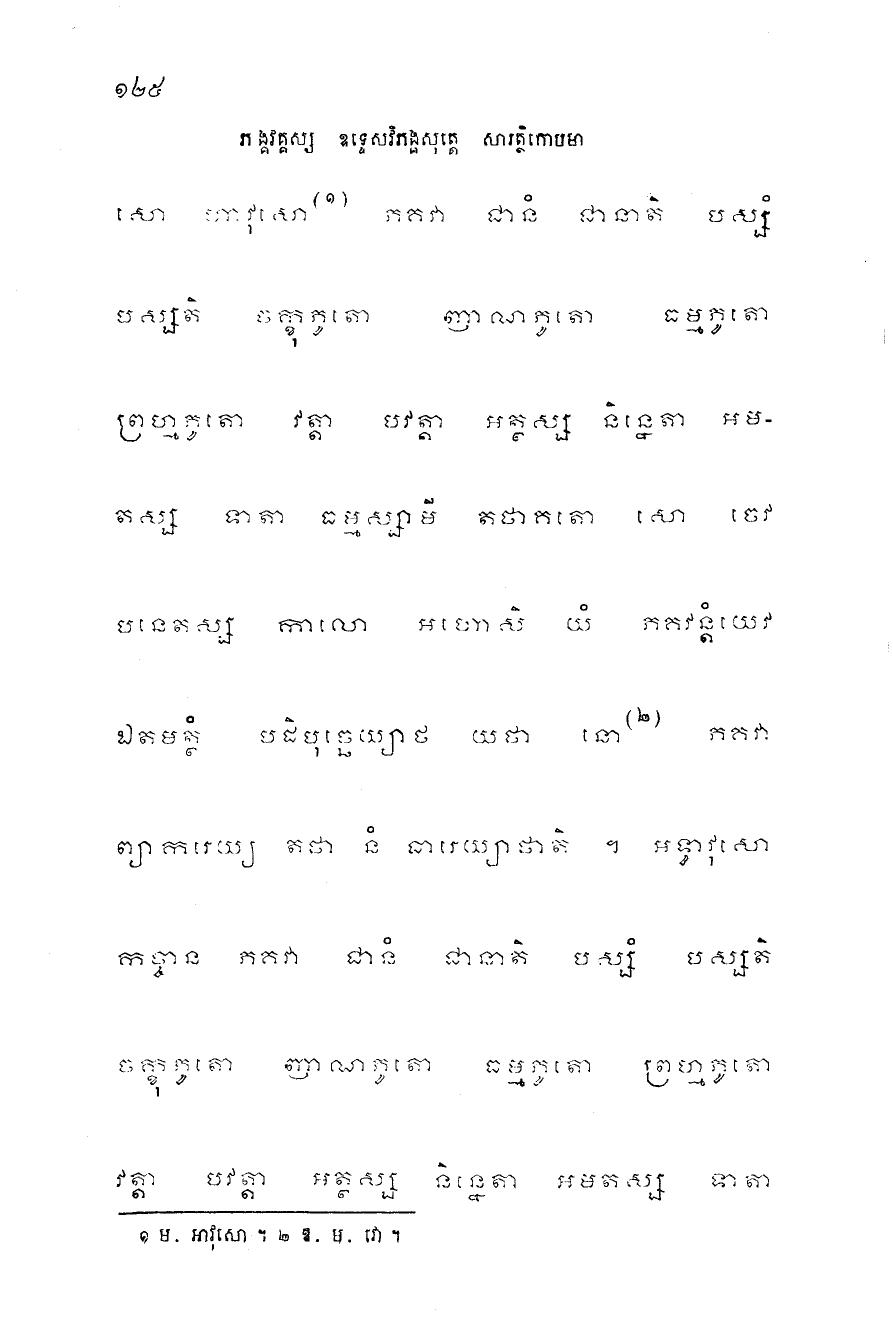 ១២៥
ភង្គវគ្គស្ស ឧទ្ទេសវិភង្គសុត្តេ សារត្ថិកោបមា
សោ ហាវុសោ(១) ភគវា ជានំ ជានាតិ បស្សំ
បស្សតិ ចក្ខុភូតោ ញាណភូតោ ធម្មភូតោ
ព្រហ្មភូតោ វត្តា បវត្តា អត្ថស្ស និន្នេតា អម-
តស្ស ទាតា ធម្មស្សាមី តថាគតោ សោ ចេវ
បនេតស្ស កាលោ អហោសិ យំ ភគវន្តំយេវ
ឯតមត្ថំ បដិបុច្ឆេយ្យាថ យថា នោ(២) ភគវា
ព្យាករេយ្យ តថា នំ ធារេយ្យាថាតិ ។ អទ្ធាវុសោ
កច្ចាន ភគវា ជានំ ជានាតិ បស្សំ បស្សតិ
ចក្ខុភូតោ ញាណភូតោ ធម្មភូតោ ព្រហ្មភូតោ
វត្តា បវត្តា អត្ថស្ស និន្នេតា អមតស្ស ទាតា
១ ម. អាវុសោ ។ ២ ឱ. ម. វោ ។